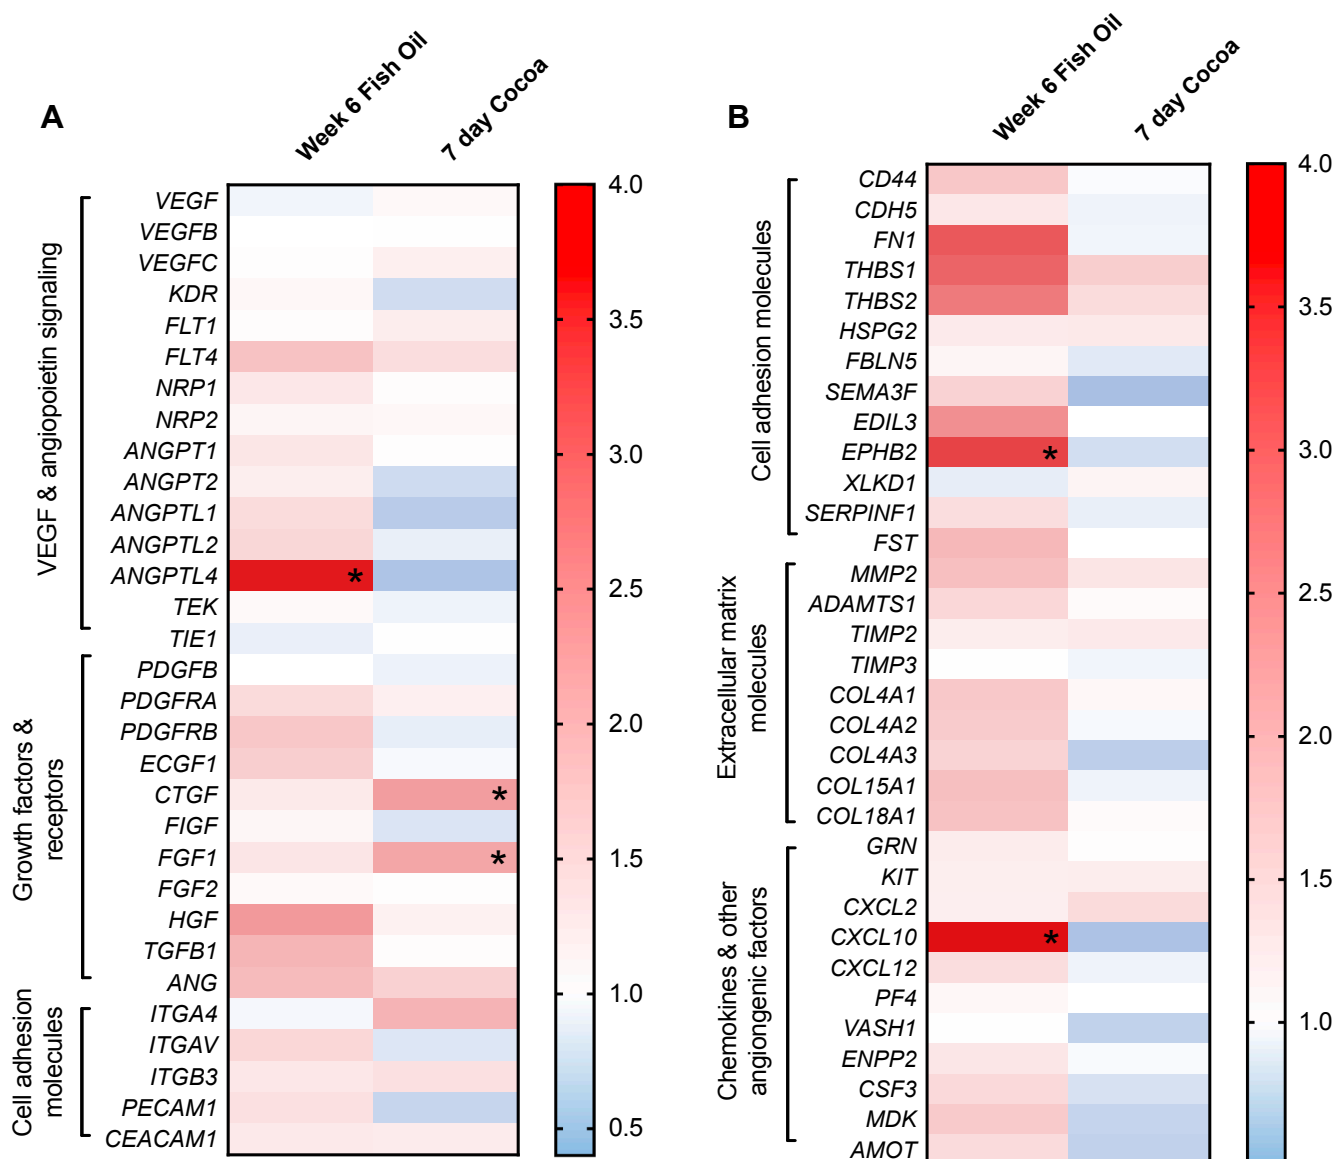 A
Week 6 Fish Oil
7 day Cocoa
VEGF & angiopoietin signaling
VEGF
VEGFB
VEGFC
KDR
FLT1
FLT4
NRP1
NRP2
ANGPT1
ANGPT2
ANGPTL1
ANGPTL2
ANGPTL4 *
TEK
TIE1
Growth factors &
receptors
PDGFB
PDGFRA
PDGFRB
ECGF1
CTGF *
FIGF
FGF1 *
FGF2
HGF
TGFB1
ANG
Cell adhesion
molecules
ITGA4
ITGAV
ITGB3
PECAM1
CEACAM1
4.0
3.5
3.0
2.5
2.0
1.5
1.0
0.5
B
Week 6 Fish Oil
7 day Cocoa
Cell adhesion molecules
CD44
CDH5
FN1
THBS1
THBS2
HSPG2
FBLN5
SEMA3F
EDIL3
EPHB2 *
XLKD1
SERPINF1
FST
Extracellular matrix
molecules
MMP2
ADAMTS1
TIMP2
TIMP3
COL4A1
COL4A2
COL4A3
COL15A1
COL18A1
Chemokines & other
angiongenic factors
GRN
KIT
CXCL2
CXCL10 *
CXCL12
PF4
VASH1
ENPP2
CSF3
MDK
AMOT
4.0
3.5
3.0
2.5
2.0
1.5
1.0